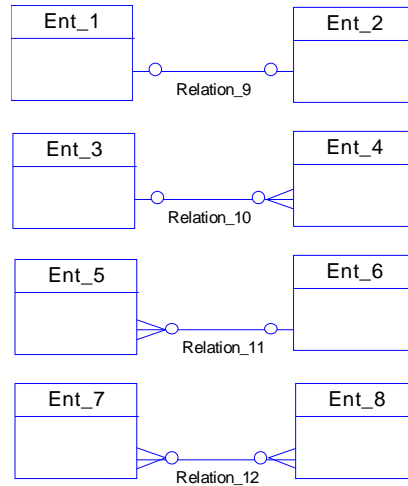 Ent_1
Ent_2
Relation_9
Ent_3
Ent_4
Relation_10
Ent_5
Ent_6
Relation_11
Ent_7
Ent_8
Relation_12